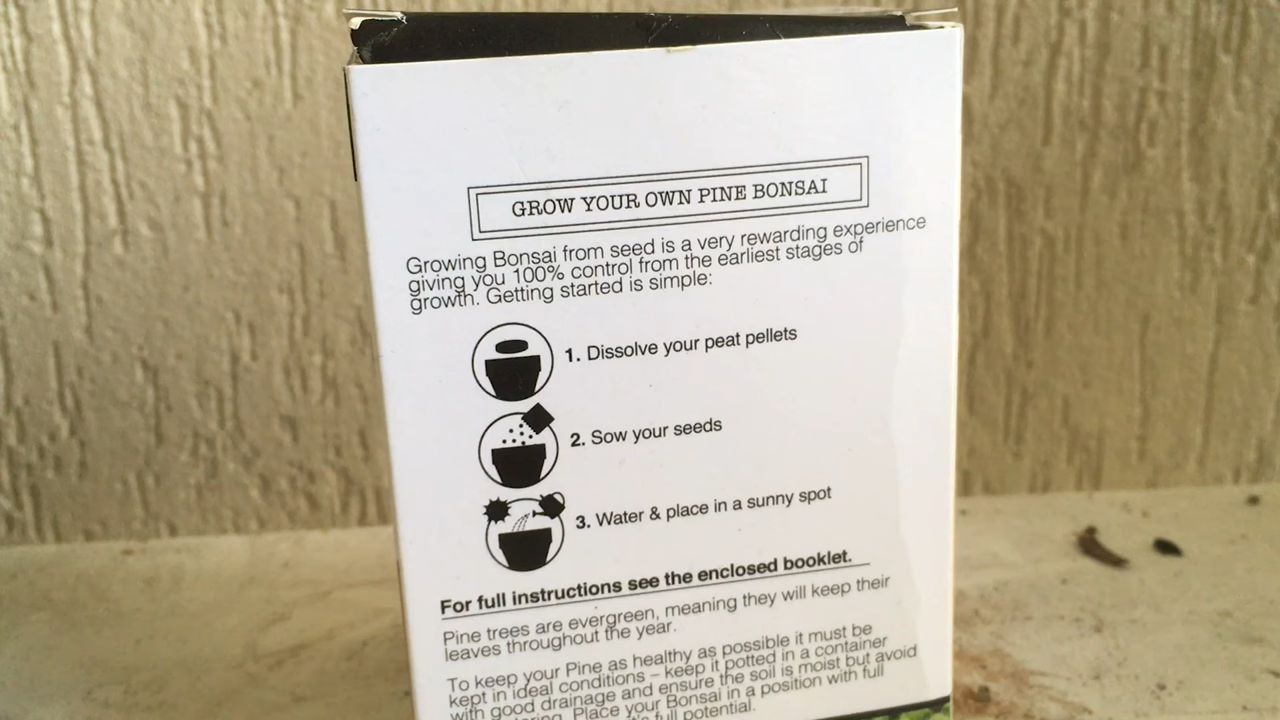 GROW YOUR OWN PINE BONSAI
Growing Bonsai from seed is a very rewarding experience
giving you 100% control from the earliest stages of
growth. Getting started is simple:
1. Dissolve your peat pellets
2. Sow your seeds
3. Water & place in a sunny spot
For full instructions see the enclosed booklet.
Pine trees are evergreen, meaning they will keep their
leaves throughout the year.
To keep your Pine as healthy as possible it must be
kept in ideal conditions – keep it potted in a container
with good drainage and ensure the soil is moist but avoid
Place your Bonsai in a position with full
full potential.